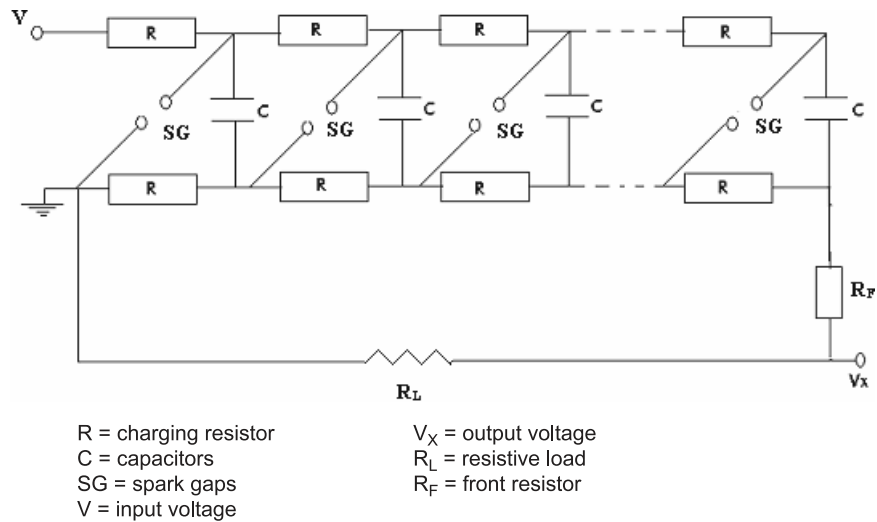 V
R R R R
C C C C
SG SG SG SG
R R R R
R_F
R_L
V_X
R = charging resistor
C = capacitors
SG = spark gaps
V = input voltage
V_X = output voltage
R_L = resistive load
R_F = front resistor